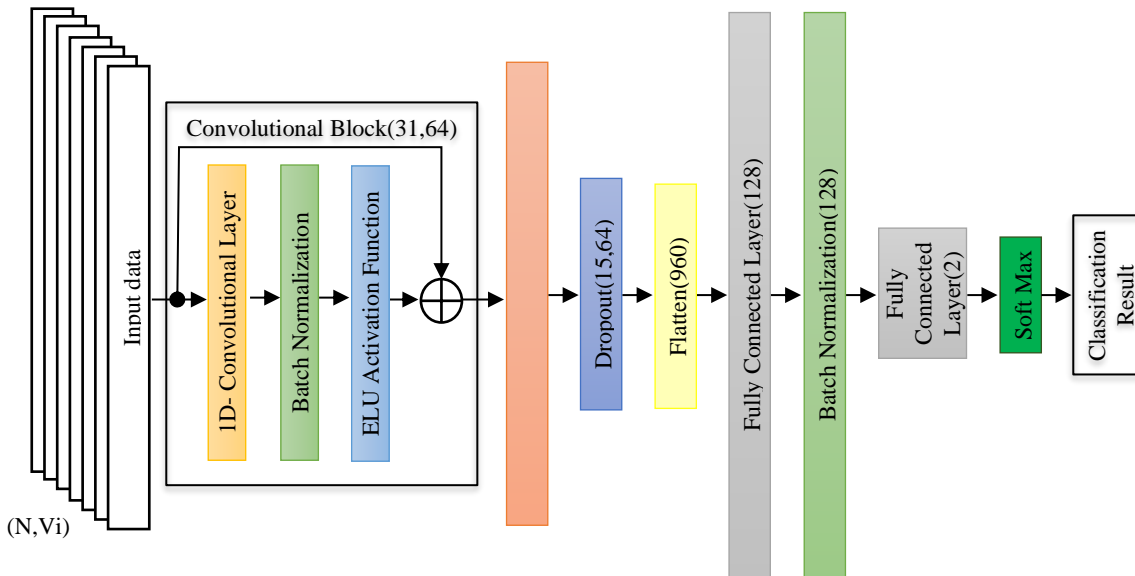 Input data
(N,Vi)
Convolutional Block(31,64)
1D- Convolutional Layer
Batch Normalization
ELU Activation Function
Dropout(15,64)
Flatten(960)
Fully Connected Layer(128)
Batch Normalization(128)
Fully
Connected
Layer(2)
Soft Max
Classification
Result